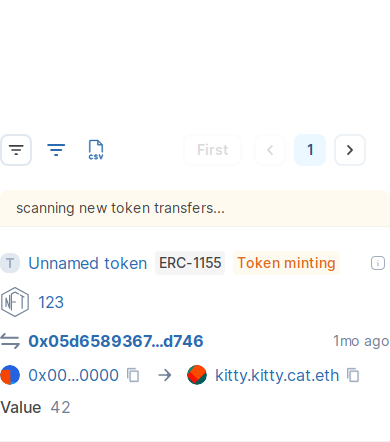 CSV
First
1
scanning new token transfers...
T Unnamed token ERC-1155 Token minting
NFT 123
0x05d6589367...d746 1mo ago
0x00...0000 kitty.kitty.cat.eth
Value 42